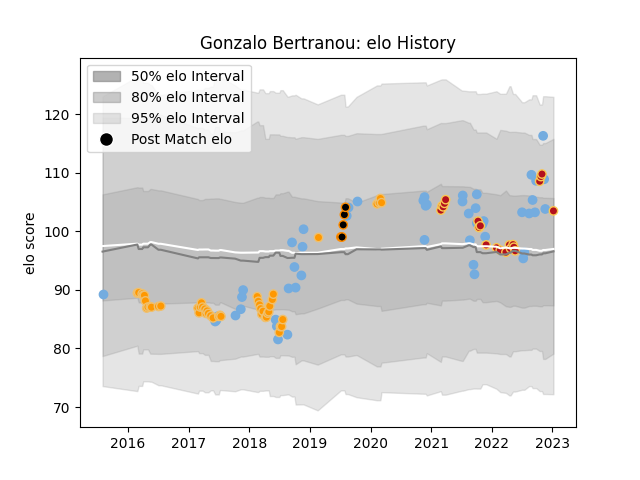 Gonzalo Bertranou: elo History
50% elo Interval
80% elo Interval
95% elo Interval
Post Match elo
elo score
120
110
100
90
80
70
2016 2017 2018 2019 2020 2021 2022 2023